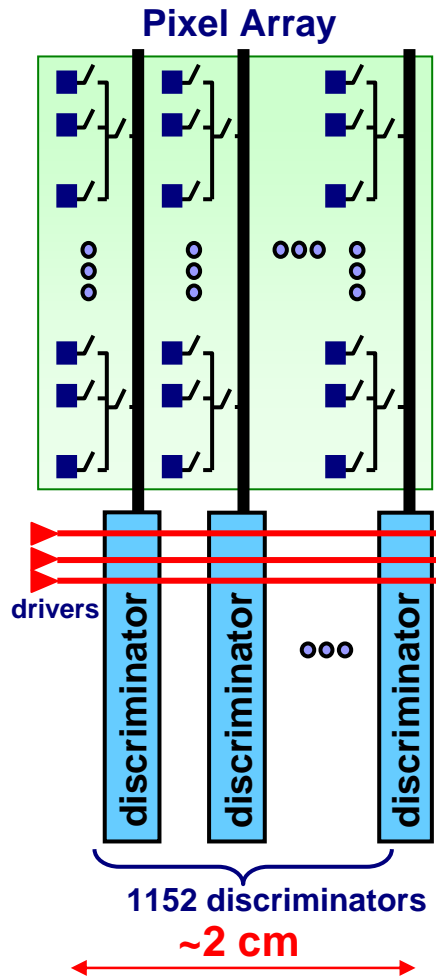 Pixel Array
drivers
discriminator
discriminator
discriminator
1152 discriminators
~2 cm